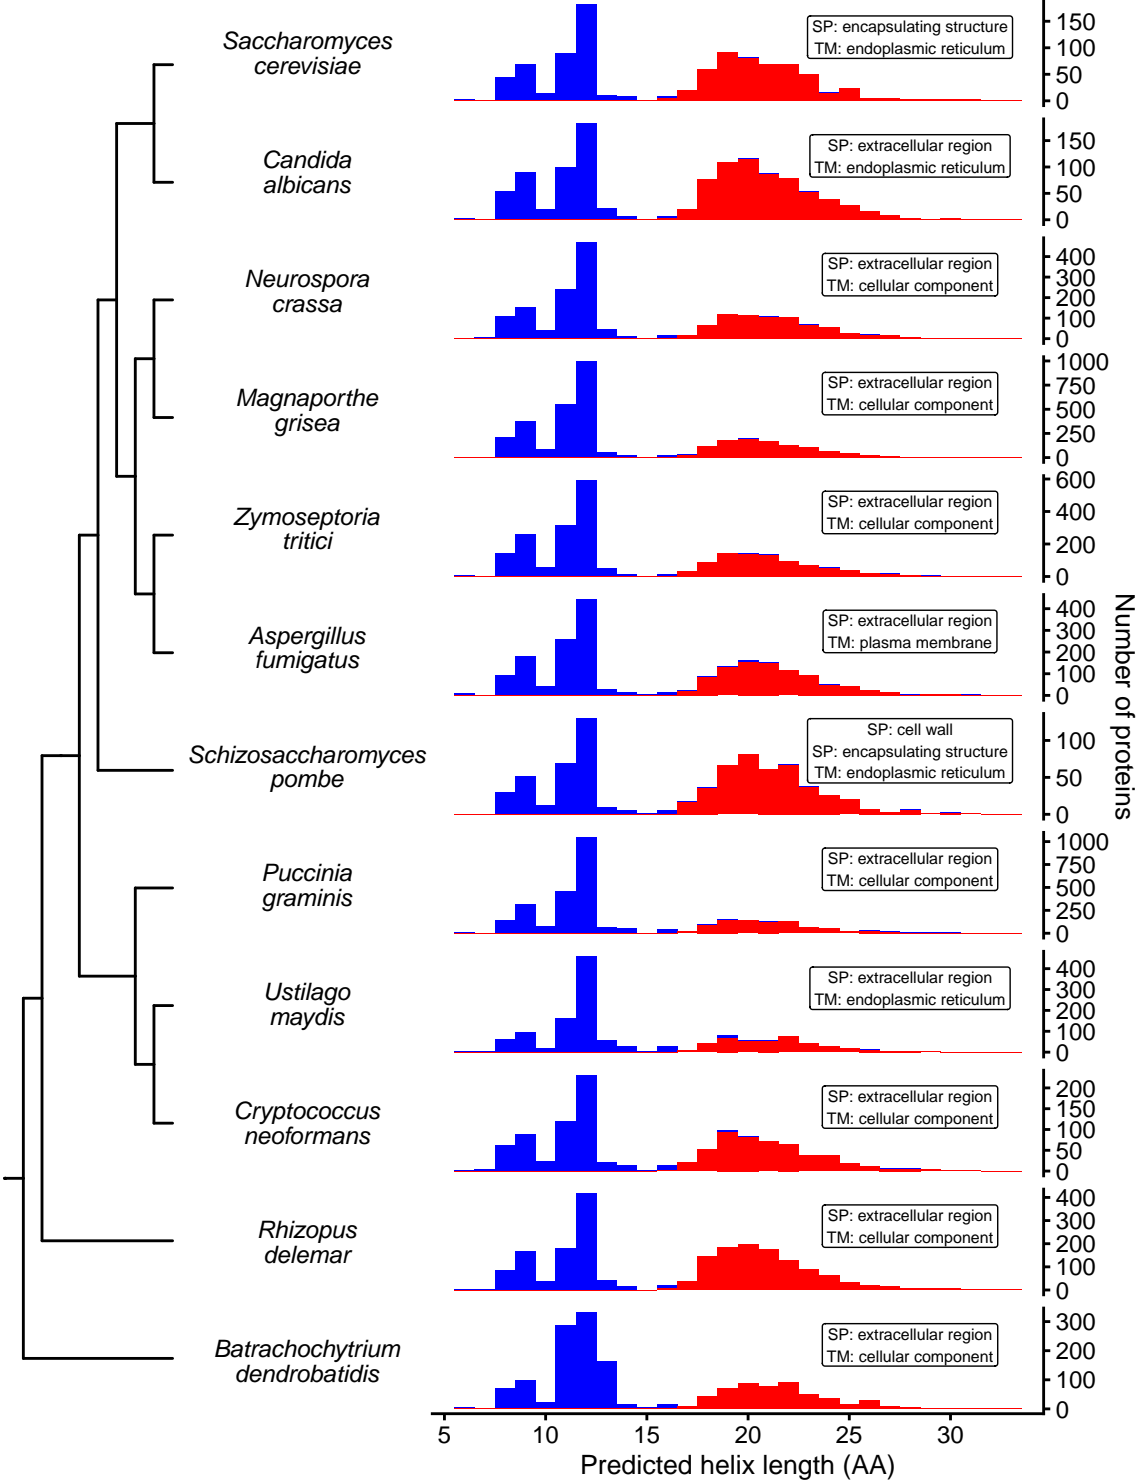 Saccharomyces
cerevisiae
SP: encapsulating structure
TM: endoplasmic reticulum
150
100
50
0
Candida
albicans
SP: extracellular region
TM: endoplasmic reticulum
150
100
50
0
Neurospora
crassa
SP: extracellular region
TM: cellular component
400
300
200
100
0
Magnaporthe
grisea
SP: extracellular region
TM: cellular component
1000
750
500
250
0
Zymoseptoria
tritici
SP: extracellular region
TM: cellular component
600
400
200
0
Aspergillus
fumigatus
SP: extracellular region
TM: plasma membrane
400
300
200
100
0
Schizosaccharomyces
pombe
SP: cell wall
SP: encapsulating structure
TM: endoplasmic reticulum
100
50
0
Puccinia
graminis
SP: extracellular region
TM: cellular component
1000
750
500
250
0
Ustilago
maydis
SP: extracellular region
TM: endoplasmic reticulum
400
300
200
100
0
Cryptococcus
neoformans
SP: extracellular region
TM: cellular component
200
150
100
50
0
Rhizopus
delemar
SP: extracellular region
TM: cellular component
400
300
200
100
0
Batrachochytrium
dendrobatidis
SP: extracellular region
TM: cellular component
300
200
100
0
Number of proteins
5 10 15 20 25 30
Predicted helix length (AA)